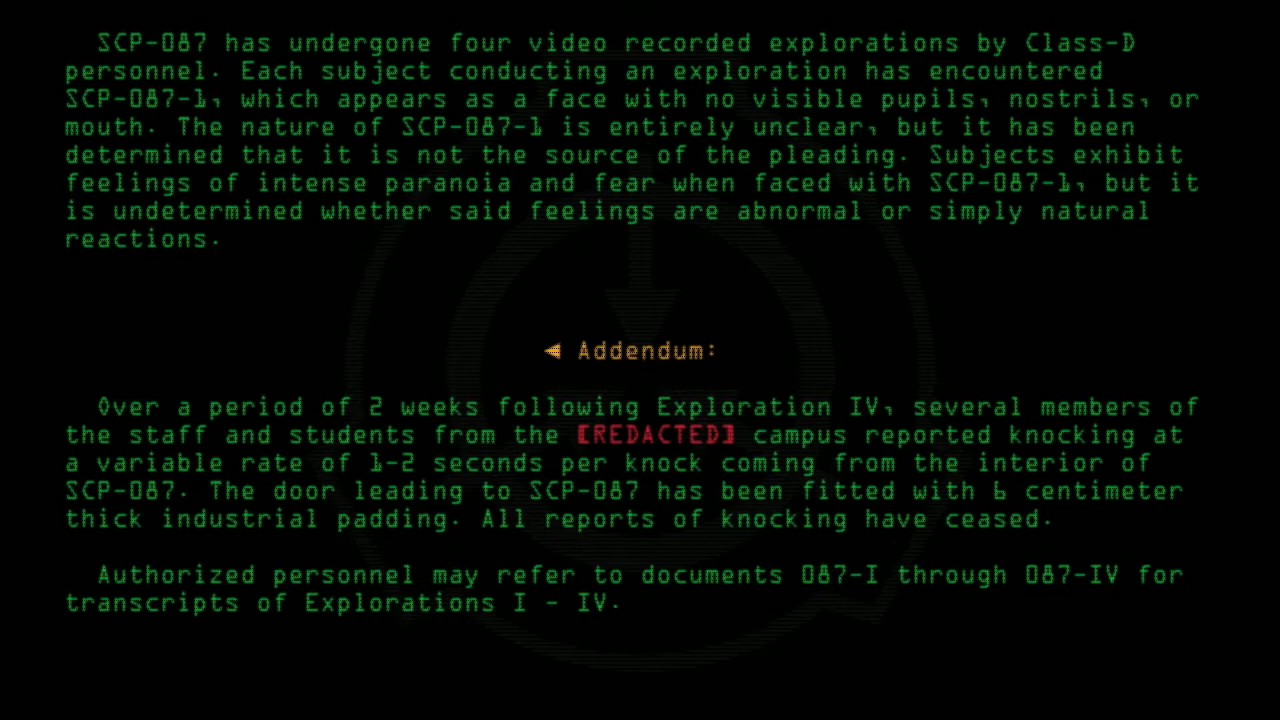 SCP-087 has undergone four video recorded explorations by Class-D
personnel. Each subject conducting an exploration has encountered
SCP-087-1, which appears as a face with no visible pupils, nostrils, or
mouth. The nature of SCP-087-1 is entirely unclear, but it has been
determined that it is not the source of the pleading. Subjects exhibit
feelings of intense paranoia and fear when faced with SCP-087-1, but it
is undetermined whether said feelings are abnormal or simply natural
reactions.
◄ Addendum:
Over a period of 2 weeks following Exploration IV, several members of
the staff and students from the [REDACTED] campus reported knocking at
a variable rate of 1-2 seconds per knock coming from the interior of
SCP-087. The door leading to SCP-087 has been fitted with 6 centimeter
thick industrial padding. All reports of knocking have ceased.
Authorized personnel may refer to documents 087-I through 087-IV for
transcripts of Explorations I - IV.